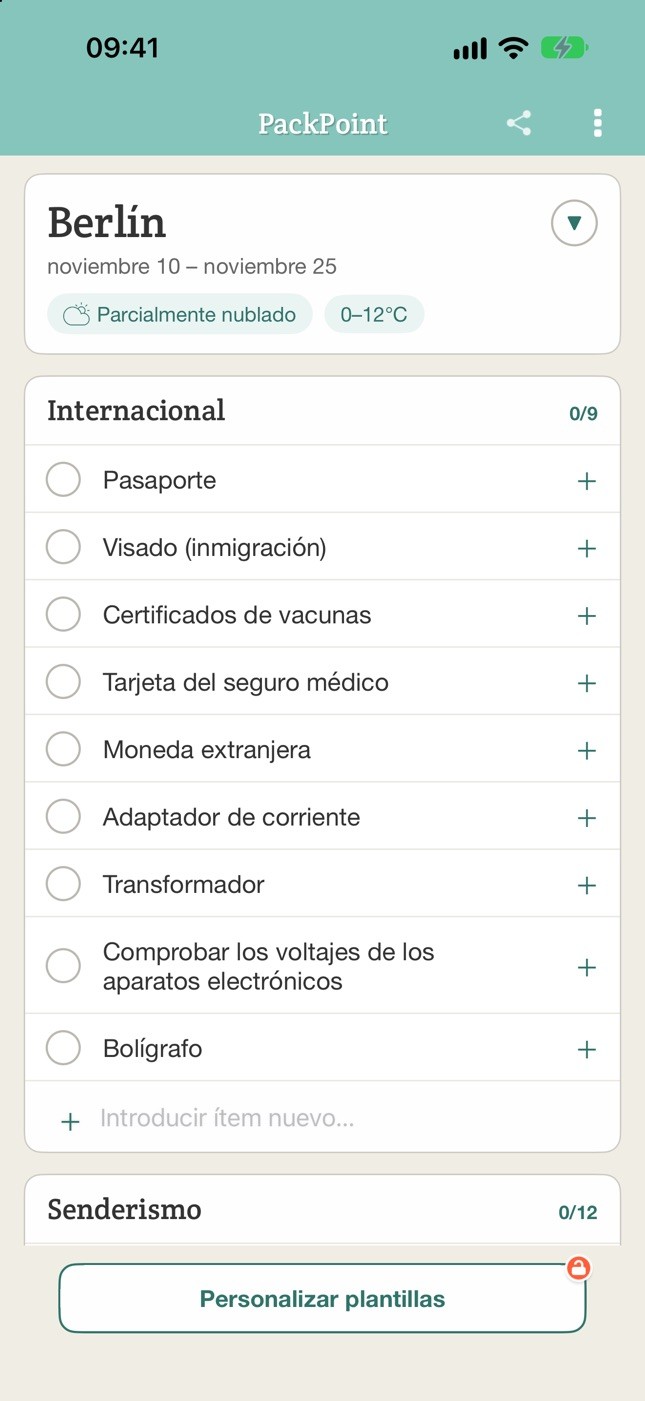 09:41
PackPoint
Berlín
noviembre 10 – noviembre 25
Parcialmente nublado
0–12°C
Internacional
0/9
Pasaporte
Visado (inmigración)
Certificados de vacunas
Tarjeta del seguro médico
Moneda extranjera
Adaptador de corriente
Transformador
Comprobar los voltajes de los
aparatos electrónicos
Bolígrafo
Introducir ítem nuevo...
Senderismo
0/12
Personalizar plantillas